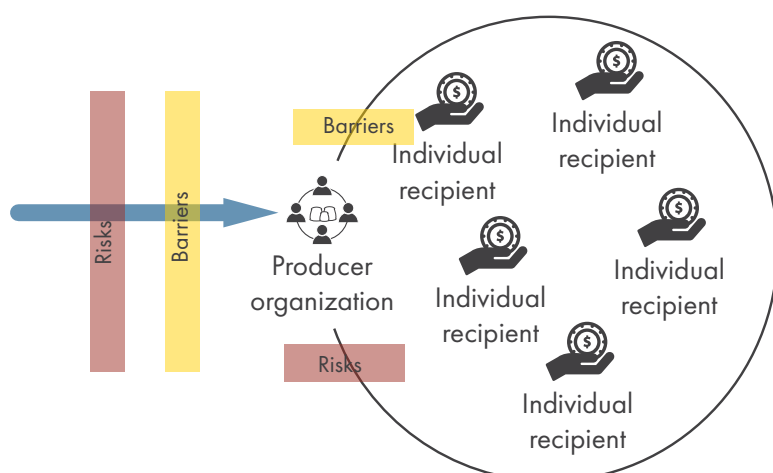 Risks
Barriers
Producer
organization
Barriers
Risks
Individual
recipient
Individual
recipient
Individual
recipient
Individual
recipient
Individual
recipient
$
$
$
$
$